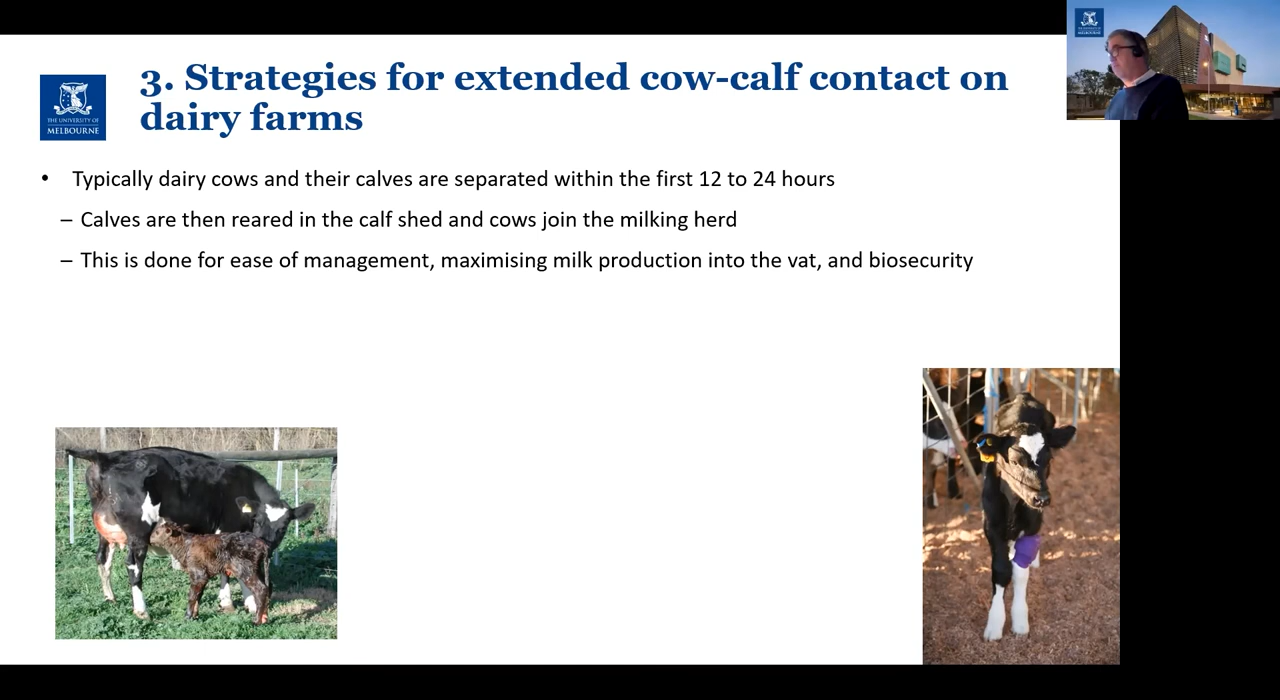 3. Strategies for extended cow-calf contact on
dairy farms
THE UNIVERSITY OF
MELBOURNE
• Typically dairy cows and their calves are separated within the first 12 to 24 hours
– Calves are then reared in the calf shed and cows join the milking herd
– This is done for ease of management, maximising milk production into the vat, and biosecurity
MELBOURNE